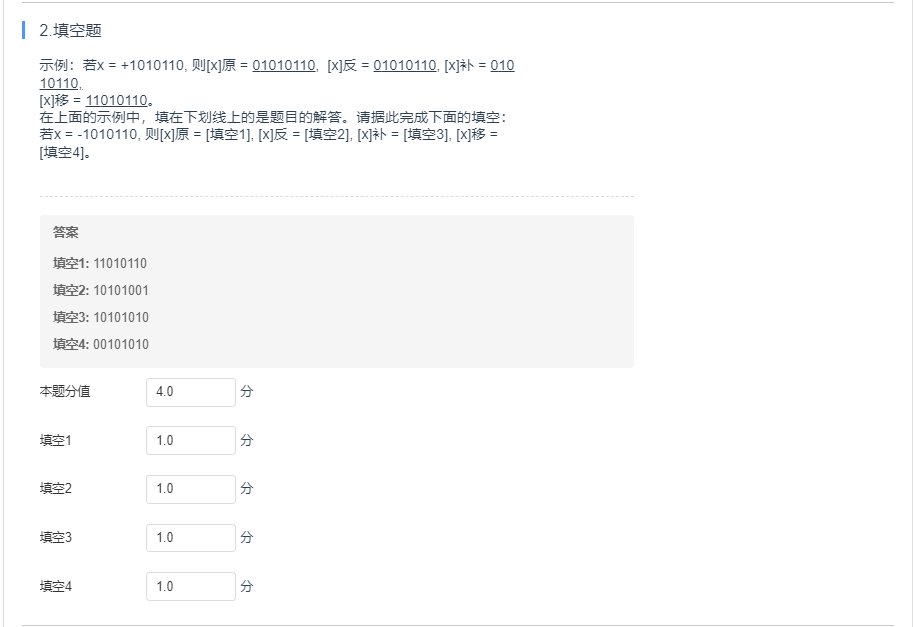 2.填空题
示例：若x = +1010110, 则[x]原 = 01010110,  [x]反 = 01010110, [x]补 = 010
10110,
[x]移 = 11010110。
在上面的示例中，填在下划线上的是题目的解答。请据此完成下面的填空：
若x = -1010110, 则[x]原 = [填空1], [x]反 = [填空2], [x]补 = [填空3], [x]移 =
[填空4]。
答案
填空1: 11010110
填空2: 10101001
填空3: 10101010
填空4: 00101010
本题分值 4.0 分
填空1 1.0 分
填空2 1.0 分
填空3 1.0 分
填空4 1.0 分